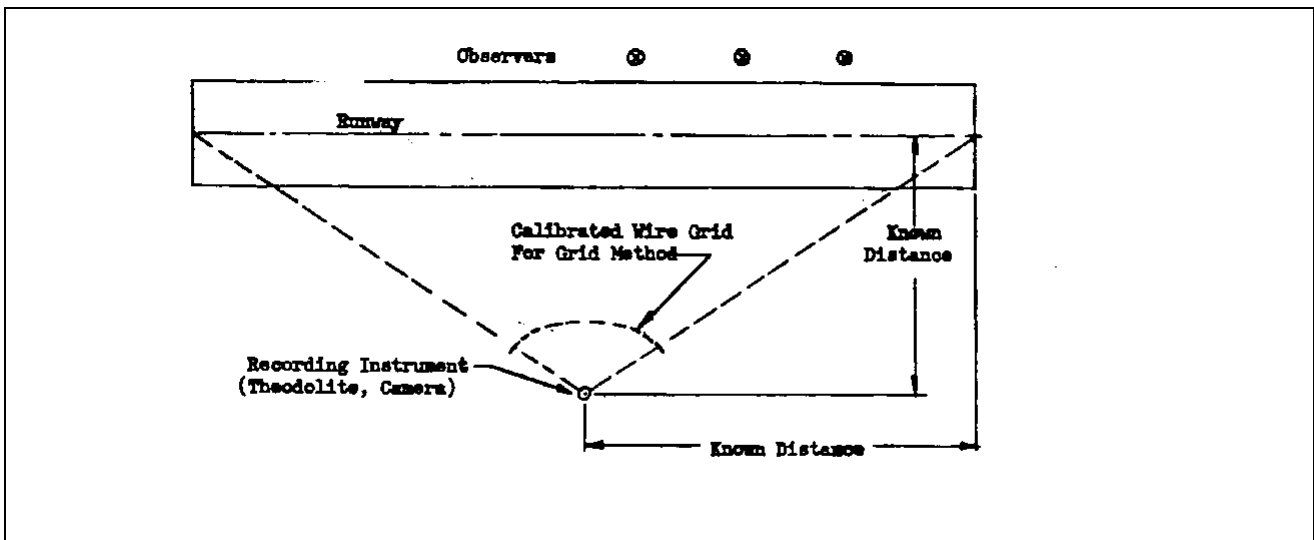 Observers
Runway
Calibrated Wire Grid
For Grid Method
Known
Distance
Recording Instrument
(Theodolite, Camera)
Known Distance